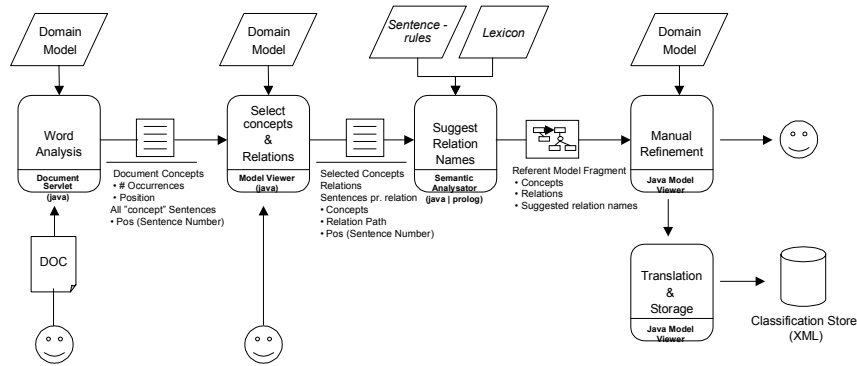 Domain
Model
Domain
Model
Sentence -
rules
Lexicon
Domain
Model
Word
Analysis
Document
Servlet
(java)
Document Concepts
• # Occurrences
• Position
All "concept" Sentences
• Pos (Sentence Number)
Select
concepts
&
Relations
Model Viewer
(java)
Selected Concepts
Relations
Sentences pr. relation
• Concepts
• Relation Path
• Pos (Sentence Number)
Suggest
Relation
Names
Semantic
Analysator
(java | prolog)
Referent Model Fragment
• Concepts
• Relations
• Suggested relation names
Manual
Refinement
Java Model
Viewer
DOC
Translation
&
Storage
Java Model
Viewer
Classification Store
(XML)